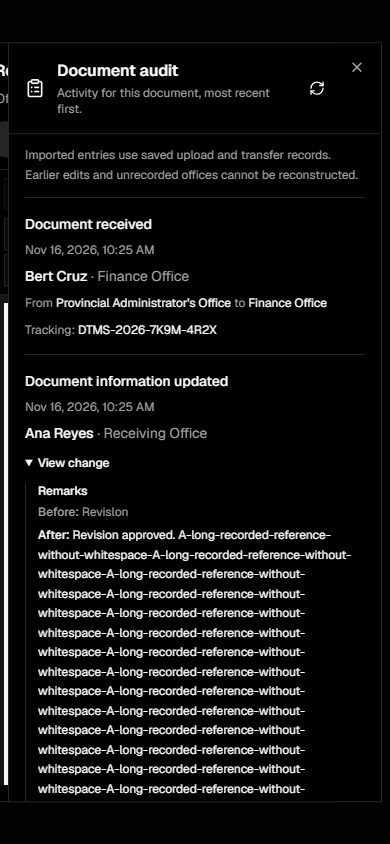 Document audit
Activity for this document, most recent
first.
Imported entries use saved upload and transfer records.
Earlier edits and unrecorded offices cannot be reconstructed.
Document received
Nov 16, 2026, 10:25 AM
Bert Cruz · Finance Office
From Provincial Administrator's Office to Finance Office
Tracking: DTMS-2026-7K9M-4R2X
Document information updated
Nov 16, 2026, 10:25 AM
Ana Reyes · Receiving Office
View change
Remarks
Before: Revislon
After: Revision approved. A-long-recorded-reference-
without-whitespace-A-long-recorded-reference-without-
whitespace-A-long-recorded-reference-without-
whitespace-A-long-recorded-reference-without-
whitespace-A-long-recorded-reference-without-
whitespace-A-long-recorded-reference-without-
whitespace-A-long-recorded-reference-without-
whitespace-A-long-recorded-reference-without-
whitespace-A-long-recorded-reference-without-
whitespace-A-long-recorded-reference-without-
whitespace-A-long-recorded-reference-without-
whitespace-A-long-recorded-reference-without-
whitespace-A-long-recorded-reference-without-
whitespace-A-long-recorded-reference-without-